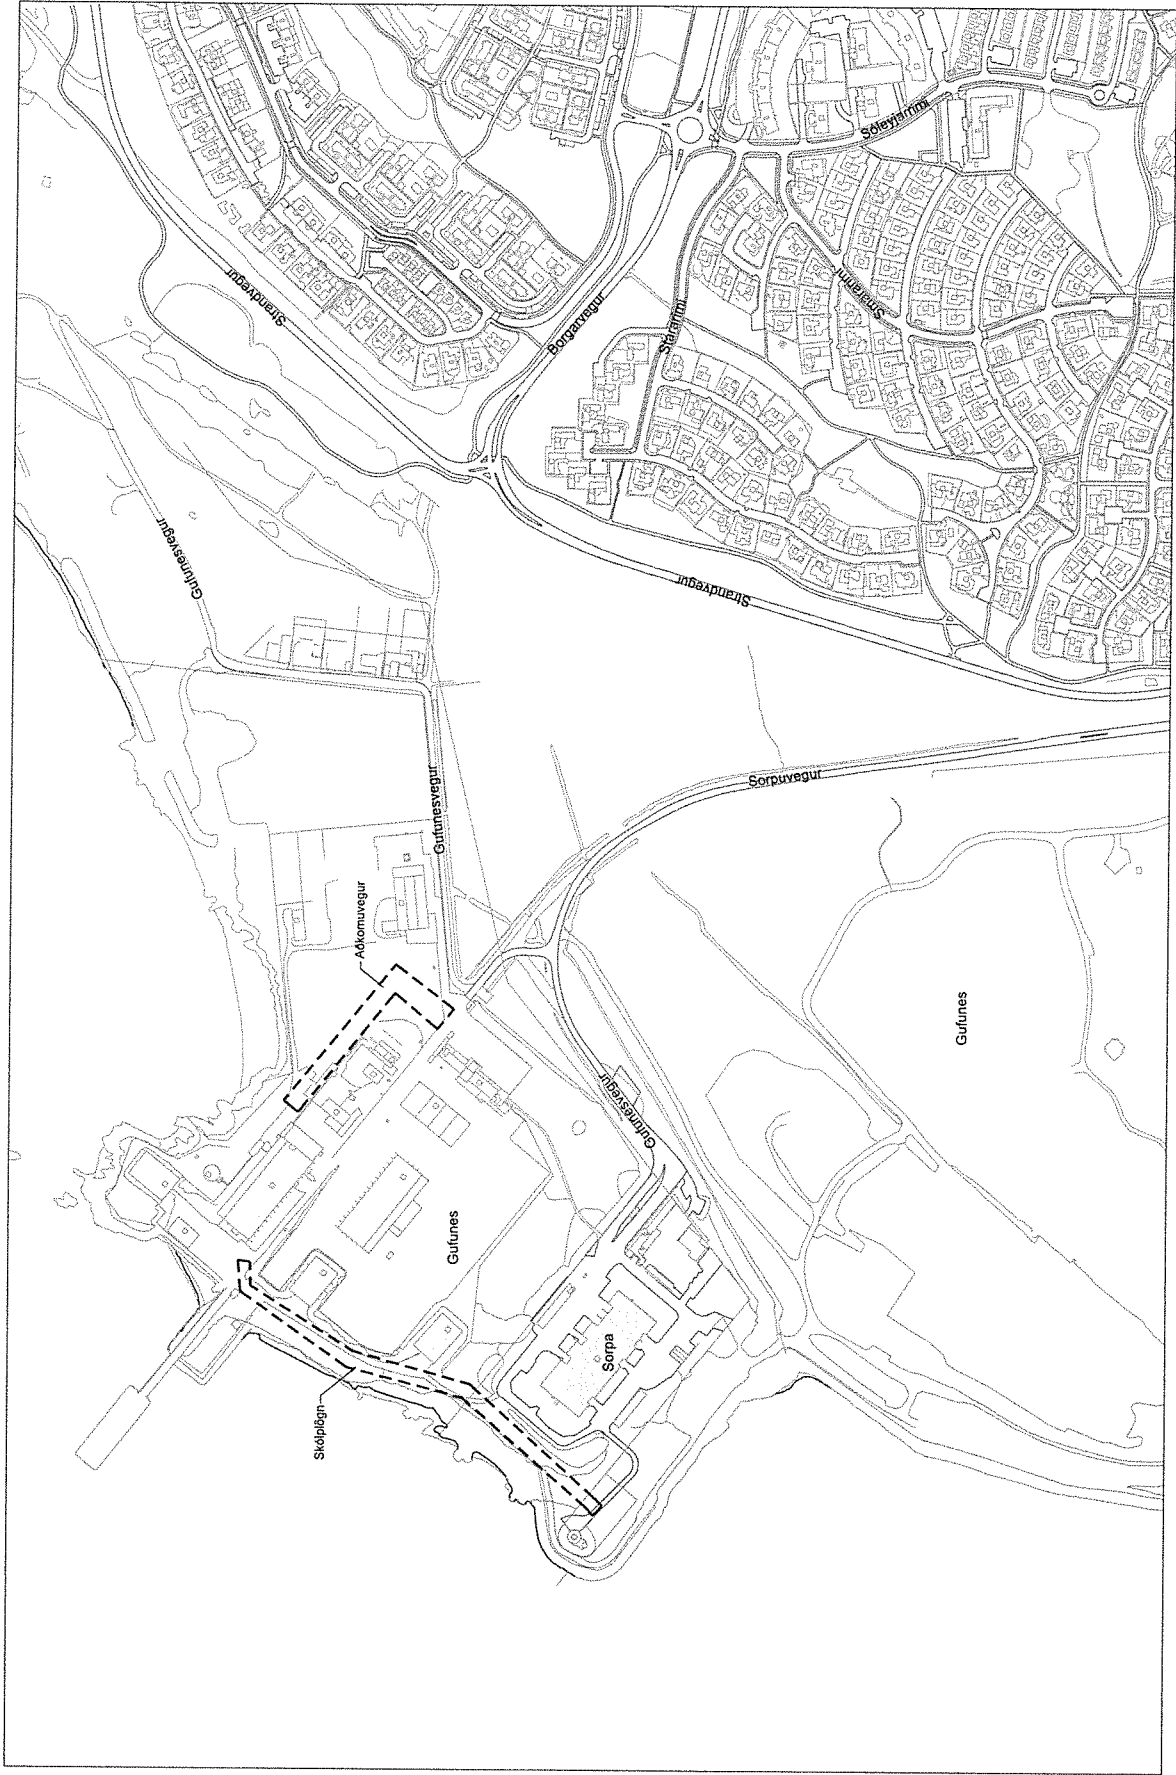 Strandvegur
Borgarvegur
Stararimi
Sóleyjarrimi
Smárarimi
Gufunesvegur
Strandvegur
Gufunesvegur
Sorpuvegur
Aðkomuvegur
Gufunes
Gufunesvegur
Gufunes
Sorpa
Skólplögn